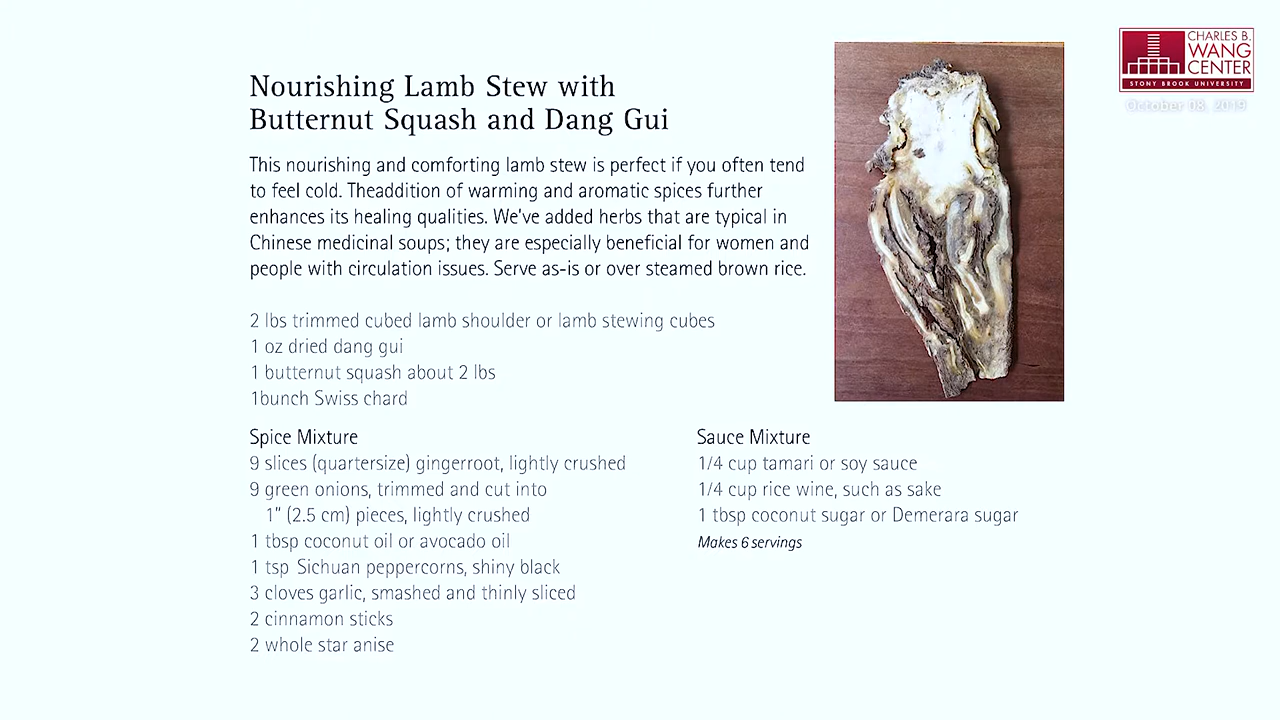 CHARLES B.
WANG
CENTER
STONY BROOK UNIVERSITY
October 08, 2019
Nourishing Lamb Stew with
Butternut Squash and Dang Gui
This nourishing and comforting lamb stew is perfect if you often tend
to feel cold. Theaddition of warming and aromatic spices further
enhances its healing qualities. We've added herbs that are typical in
Chinese medicinal soups; they are especially beneficial for women and
people with circulation issues. Serve as-is or over steamed brown rice.
2 lbs trimmed cubed lamb shoulder or lamb stewing cubes
1 oz dried dang gui
1 butternut squash about 2 lbs
1bunch Swiss chard
Spice Mixture
9 slices (quartersize) gingerroot, lightly crushed
9 green onions, trimmed and cut into
1" (2.5 cm) pieces, lightly crushed
1 tbsp coconut oil or avocado oil
1 tsp Sichuan peppercorns, shiny black
3 cloves garlic, smashed and thinly sliced
2 cinnamon sticks
2 whole star anise
Sauce Mixture
1/4 cup tamari or soy sauce
1/4 cup rice wine, such as sake
1 tbsp coconut sugar or Demerara sugar
Makes 6 servings